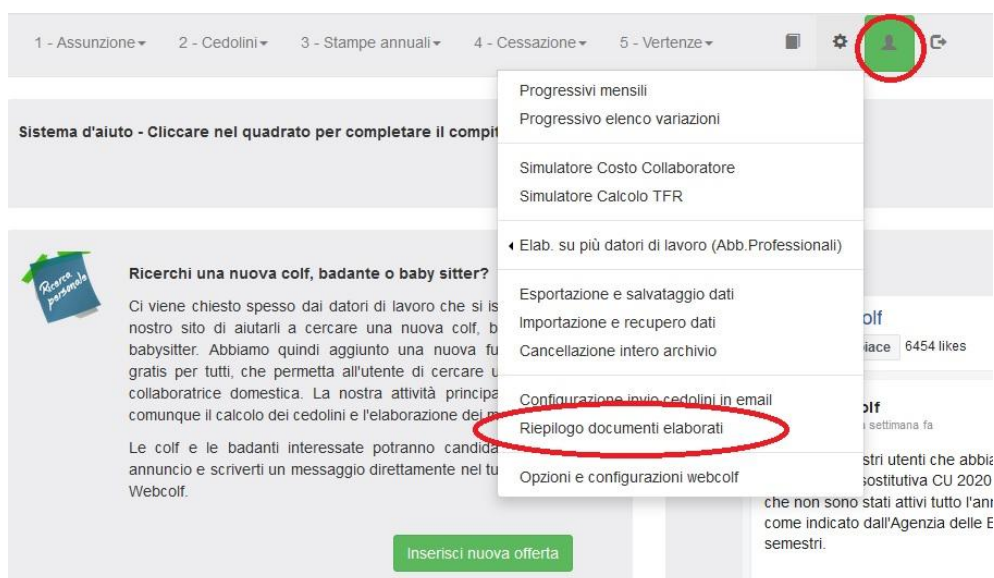 1 - Assunzione 2 - Cedolini 3 - Stampe annuali 4 - Cessazione 5 - Vertenze
Progressivi mensili
Progressivo elenco variazioni
Simulatore Costo Collaboratore
Simulatore Calcolo TFR
Elab. su più datori di lavoro (Abb.Professionali)
Esportazione e salvataggio dati
Importazione e recupero dati
Cancellazione intero archivio
Configurazione invio cedolini in email
Riepilogo documenti elaborati
Opzioni e configurazioni webcolf
Sistema d'aiuto - Cliccare nel quadrato per completare il compit
Ricerca
personale
Ricerchi una nuova colf, badante o baby sitter?
Ci viene chiesto spesso dai datori di lavoro che si is
nostro sito di aiutarli a cercare una nuova colf, b
babysitter. Abbiamo quindi aggiunto una nuova fu
gratis per tutti, che permetta all'utente di cercare u
collaboratrice domestica. La nostra attività principa
comunque il calcolo dei cedolini e l'elaborazione dei m
Le colf e le badanti interessate potranno candida
annuncio e scriverti un messaggio direttamente nel tu
Webcolf.
Inserisci nuova offerta
olf
iace 6454 likes
olf
settimana fa
stri utenti che abbia
sostitutiva CU 2020
che non sono stati attivi tutto l'ann
come indicato dall'Agenzia delle E
semestri.